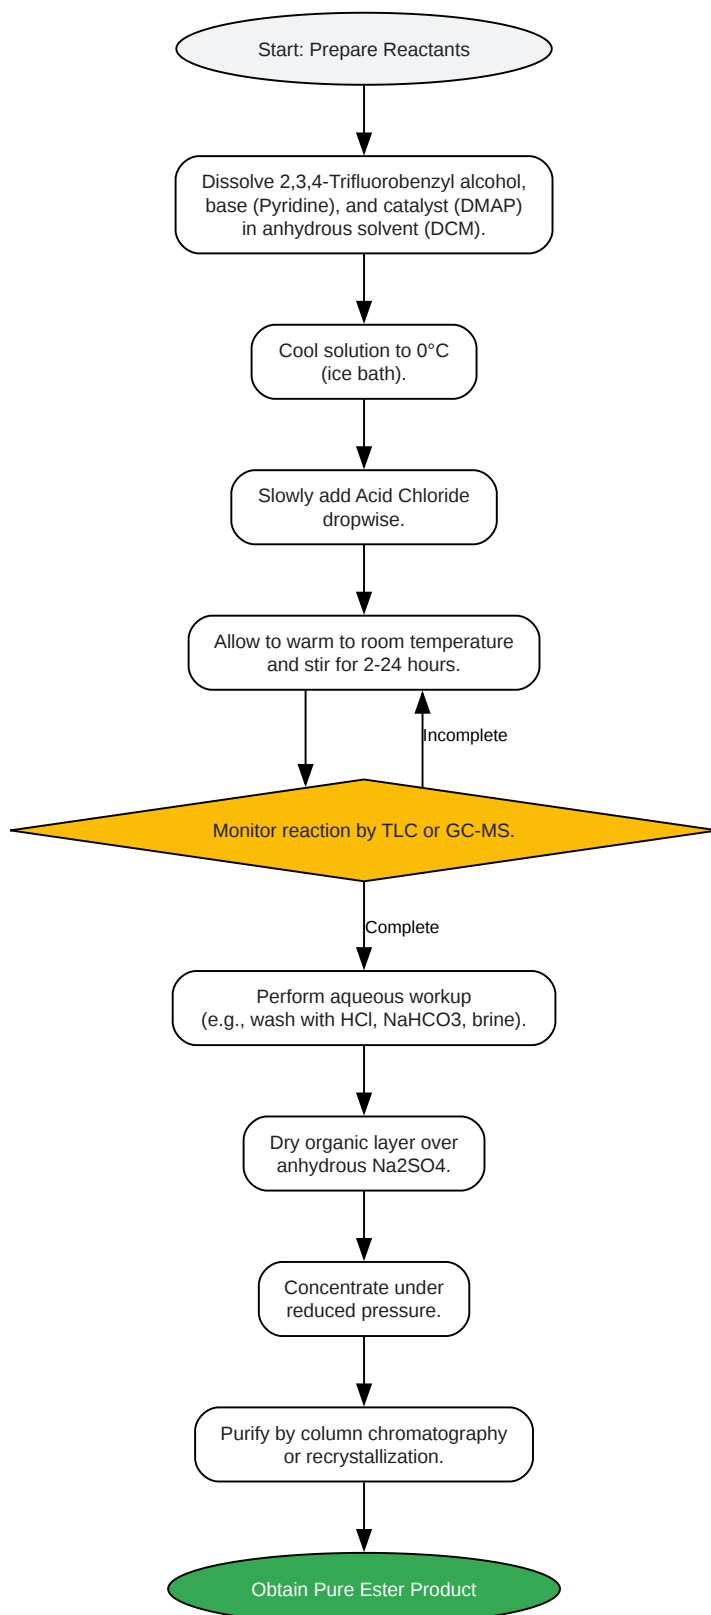 Start: Prepare Reactants
Dissolve 2,3,4-Trifluorobenzyl alcohol,
base (Pyridine), and catalyst (DMAP)
in anhydrous solvent (DCM).
Cool solution to 0°C
(ice bath).
Slowly add Acid Chloride
dropwise.
Allow to warm to room temperature
and stir for 2-24 hours.
Incomplete
Monitor reaction by TLC or GC-MS.
Complete
Perform aqueous workup
(e.g., wash with HCl, NaHCO3, brine).
Dry organic layer over
anhydrous Na2SO4.
Concentrate under
reduced pressure.
Purify by column chromatography
or recrystallization.
Obtain Pure Ester Product